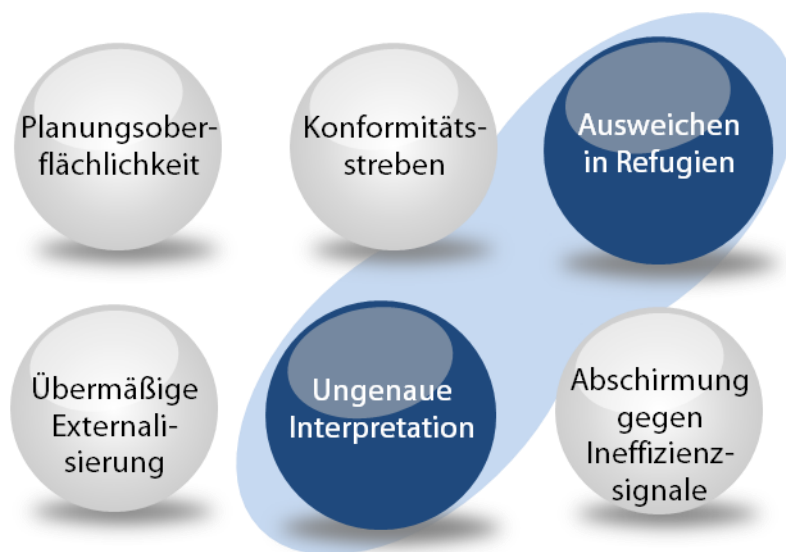 Planungsober-
flächlichkeit
Konformitäts-
streben
Ausweichen
in Refugien
Übermäßige
Externali-
sierung
Ungenaue
Interpretation
Abschirmung
gegen
Ineffizienz-
signale